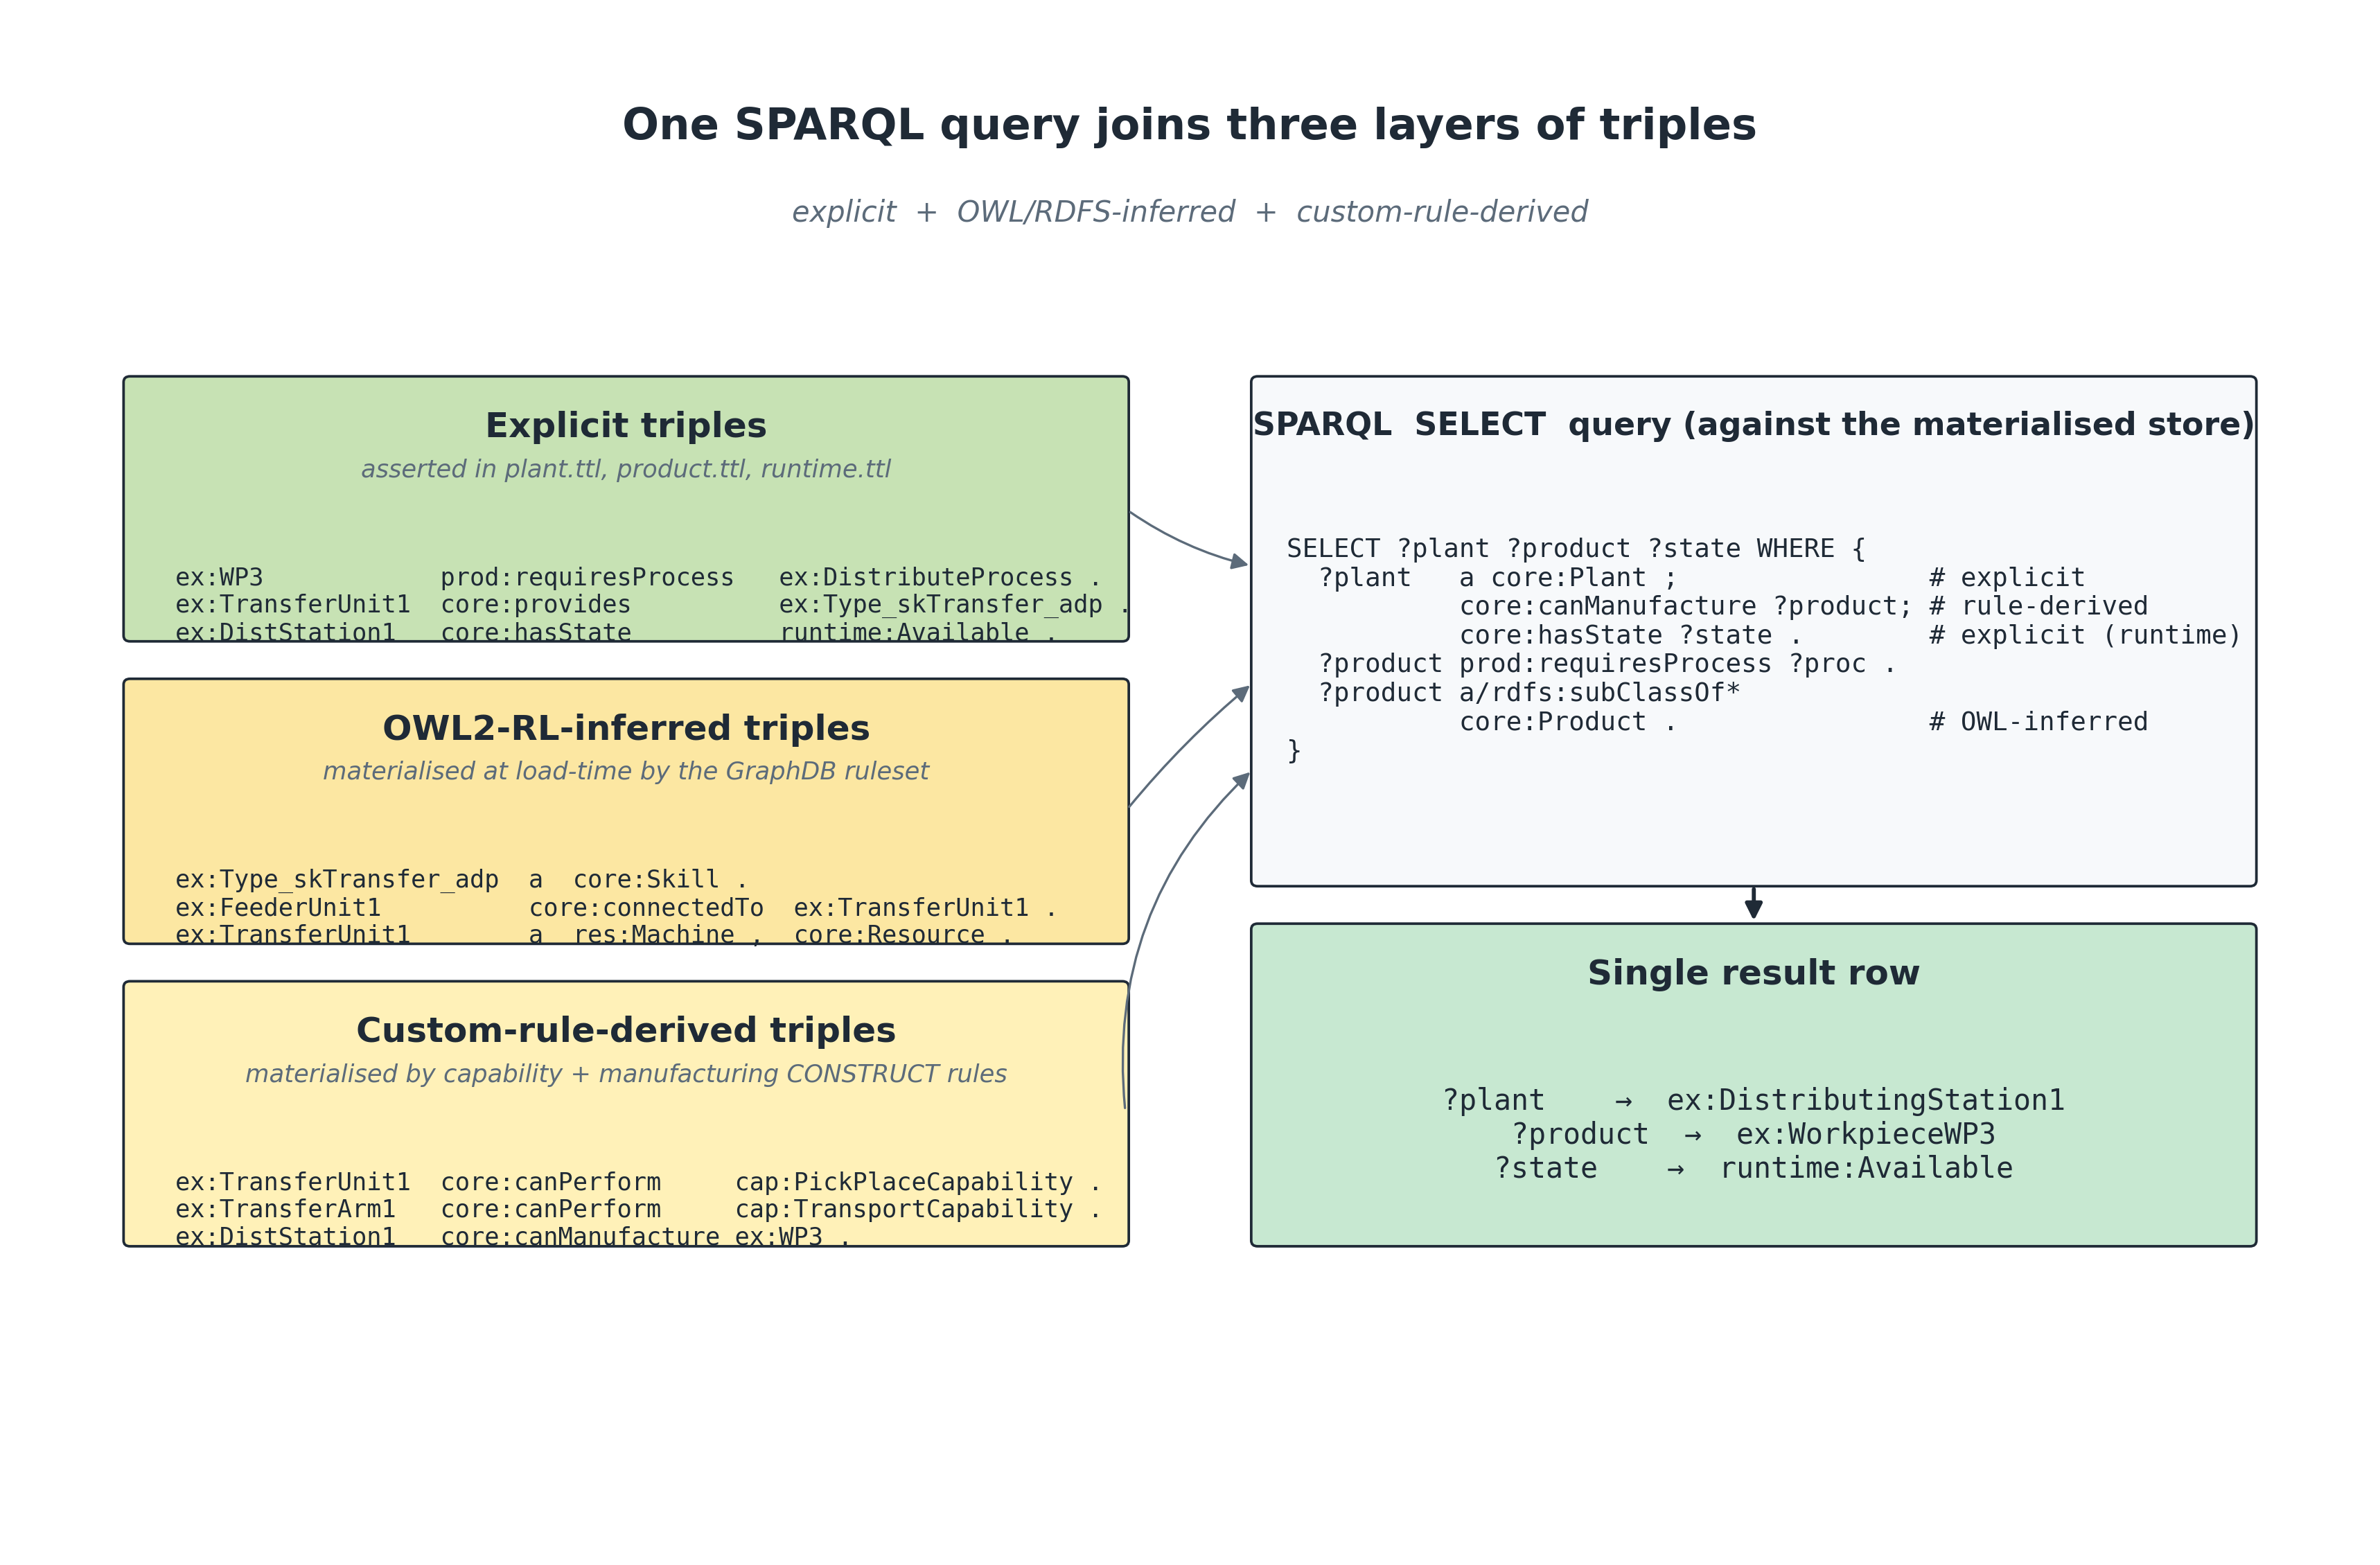 One SPARQL query joins three layers of triples
explicit + OWL/RDFS-inferred + custom-rule-derived
Explicit triples
asserted in plant.ttl, product.ttl, runtime.ttl
ex:WP3            prod:requiresProcess   ex:DistributeProcess .
ex:TransferUnit1  core:provides          ex:Type_skTransfer_adp .
ex:DistStation1   core:hasState          runtime:Available .
OWL2-RL-inferred triples
materialised at load-time by the GraphDB ruleset
ex:Type_skTransfer_adp  a  core:Skill .
ex:FeederUnit1          core:connectedTo  ex:TransferUnit1 .
ex:TransferUnit1        a  res:Machine ,  core:Resource .
Custom-rule-derived triples
materialised by capability + manufacturing CONSTRUCT rules
ex:TransferUnit1  core:canPerform     cap:PickPlaceCapability .
ex:TransferArm1   core:canPerform     cap:TransportCapability .
ex:DistStation1   core:canManufacture ex:WP3 .
SPARQL  SELECT  query (against the materialised store)
SELECT ?plant ?product ?state WHERE {
  ?plant   a core:Plant ;                # explicit
           core:canManufacture ?product; # rule-derived
           core:hasState ?state .        # explicit (runtime)
  ?product prod:requiresProcess ?proc .
  ?product a/rdfs:subClassOf*
           core:Product .                # OWL-inferred
}
Single result row
?plant    →  ex:DistributingStation1
?product  →  ex:WorkpieceWP3
?state    →  runtime:Available